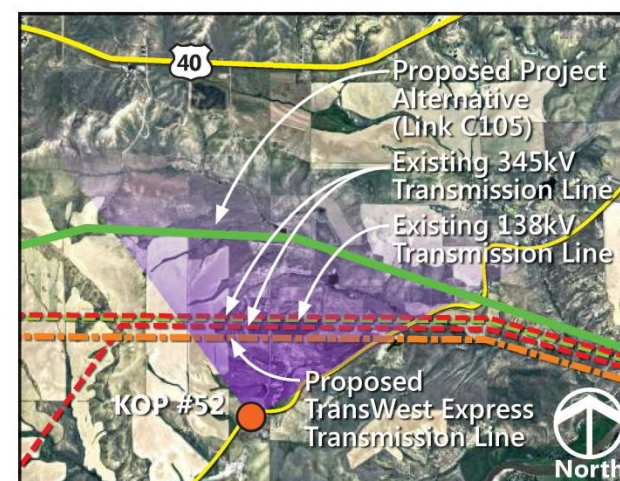 40
Proposed Project
Alternative
(Link C105)
Existing 345kV
Transmission Line
Existing 138kV
Transmission Line
KOP #52
Proposed
TransWest Express
Transmission Line
North